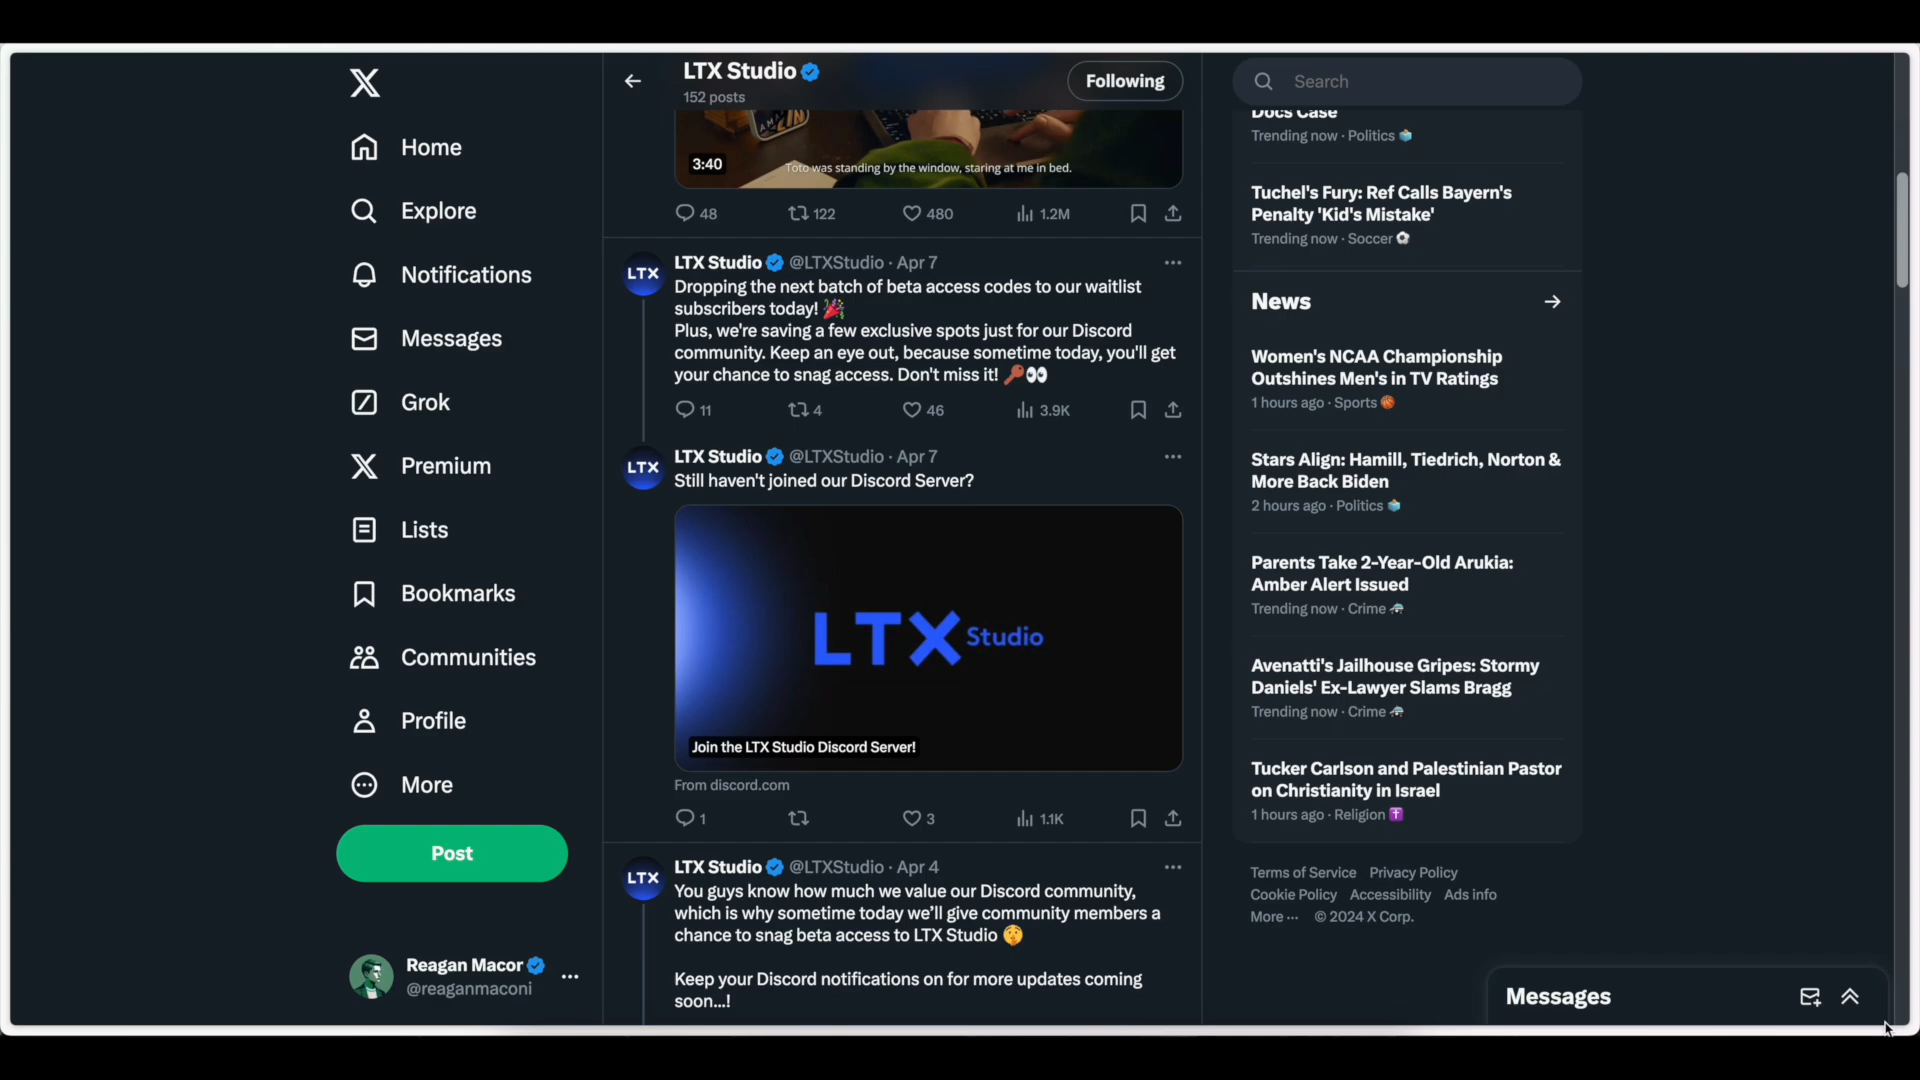 Home
Explore
Notifications
Messages
Grok
Premium
Lists
Bookmarks
Communities
Profile
More
Post
Reagan Macor
@reaganmaconi
LTX Studio
152 posts
Following
3:40
Toto was standing by the window, staring at me in bed.
48 122 480 1.2M
LTX
LTX Studio @LTXStudio · Apr 7
Dropping the next batch of beta access codes to our waitlist
subscribers today! 🎉
Plus, we're saving a few exclusive spots just for our Discord
community. Keep an eye out, because sometime today, you'll get
your chance to snag access. Don't miss it! 🔑👀
11 4 46 3.9K
LTX
LTX Studio @LTXStudio · Apr 7
Still haven't joined our Discord Server?
LTX Studio
Join the LTX Studio Discord Server!
From discord.com
1 3 1.1K
LTX
LTX Studio @LTXStudio · Apr 4
You guys know how much we value our Discord community,
which is why sometime today we’ll give community members a
chance to snag beta access to LTX Studio 🤫
Keep your Discord notifications on for more updates coming
soon...!
Search
Docs Case
Trending now · Politics
Tuchel's Fury: Ref Calls Bayern's
Penalty 'Kid's Mistake'
Trending now · Soccer ⚽
News
Women's NCAA Championship
Outshines Men's in TV Ratings
1 hours ago · Sports 🏀
Stars Align: Hamill, Tiedrich, Norton &
More Back Biden
2 hours ago · Politics
Parents Take 2-Year-Old Arukia:
Amber Alert Issued
Trending now · Crime
Avenatti's Jailhouse Gripes: Stormy
Daniels' Ex-Lawyer Slams Bragg
Trending now · Crime
Tucker Carlson and Palestinian Pastor
on Christianity in Israel
1 hours ago · Religion ✝️
Terms of Service Privacy Policy
Cookie Policy Accessibility Ads info
More ··· © 2024 X Corp.
Messages